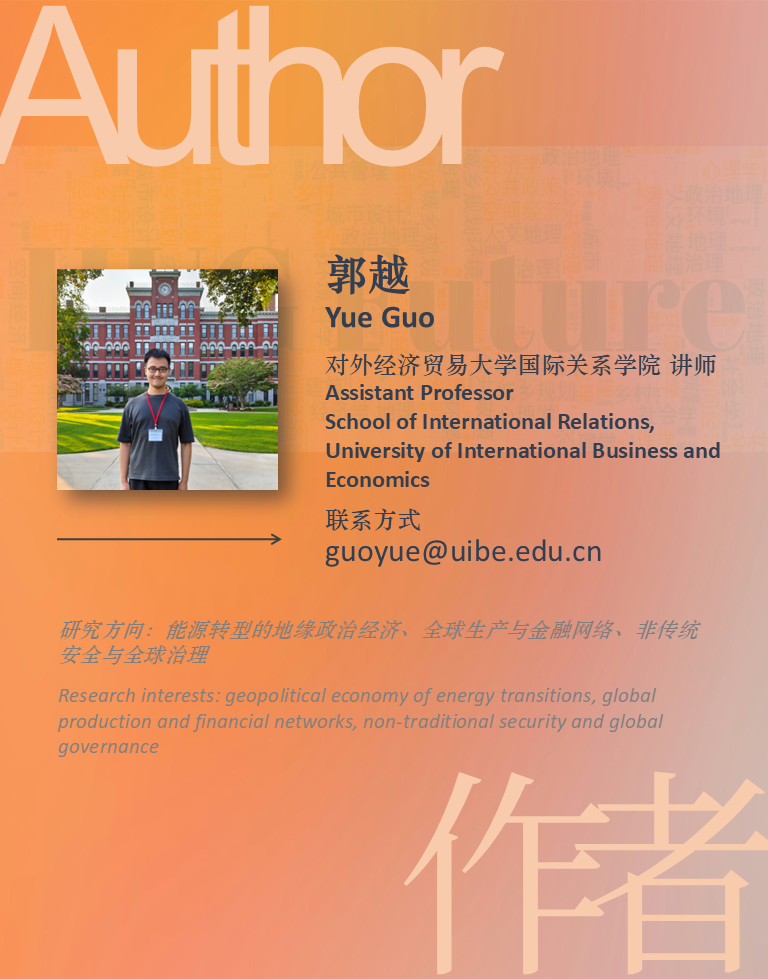 Author
郭越
Yue Guo
对外经济贸易大学国际关系学院 讲师
Assistant Professor
School of International Relations,
University of International Business and
Economics
联系方式
guoyue@uibe.edu.cn
研究方向：能源转型的地缘政治经济、全球生产与金融网络、非传统
安全与全球治理
Research interests: geopolitical economy of energy transitions, global
production and financial networks, non-traditional security and global
governance
作者